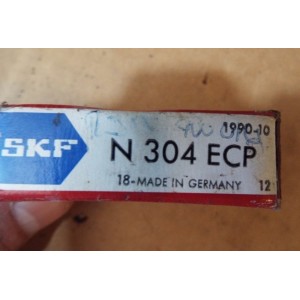 1990-10
SKF
N 304 ECP
18-MADE IN GERMANY 12